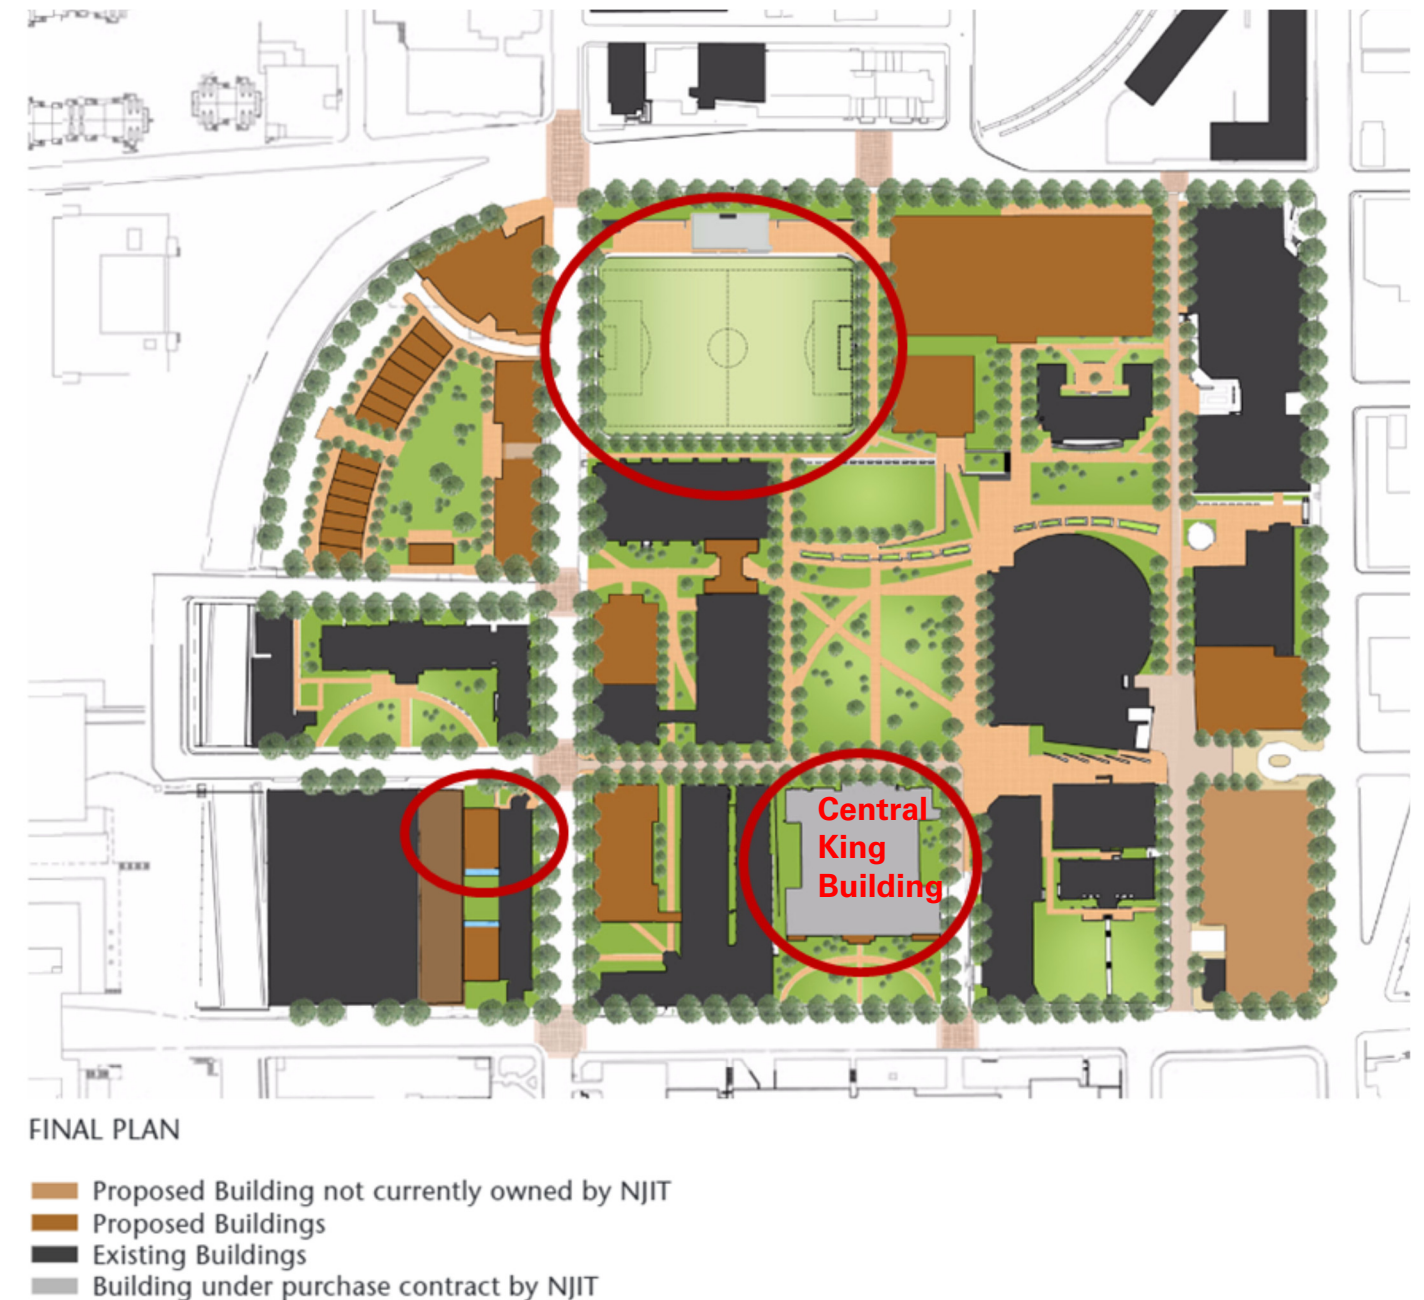 Central
King
Building
FINAL PLAN
Proposed Building not currently owned by NJIT
Proposed Buildings
Existing Buildings
Building under purchase contract by NJIT